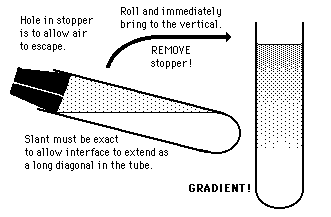 Hole in stopper
is to allow air
to escape.
Roll and immediately
bring to the vertical.
REMOVE
stopper!
Slant must be exact
to allow interface to extend as
a long diagonal in the tube.
GRADIENT!